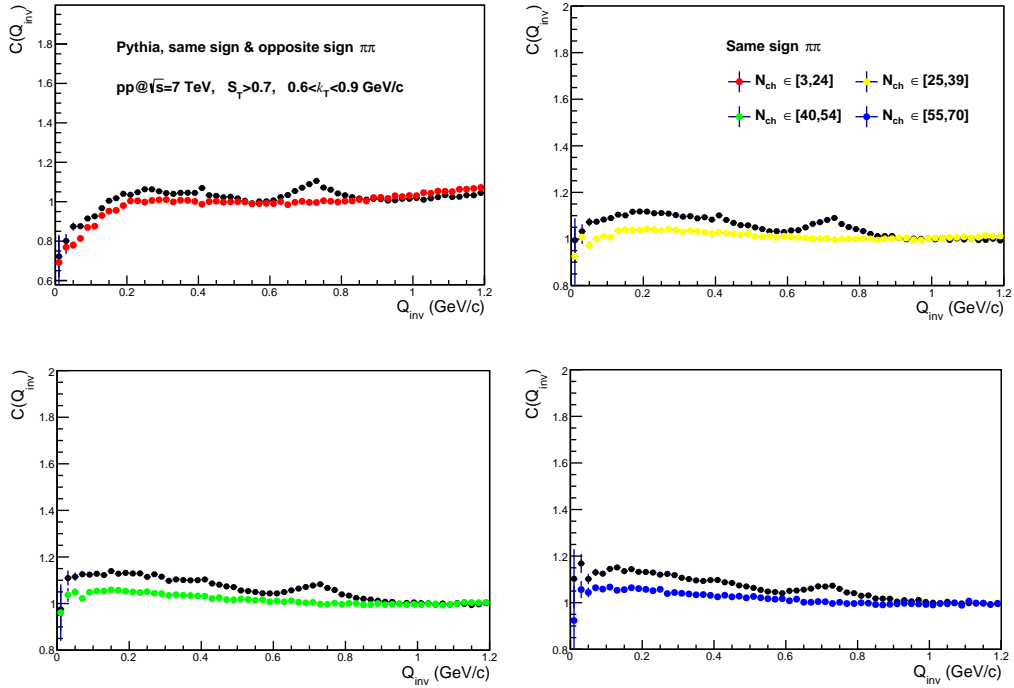 C(Q_inv)
2
1.8
1.6
1.4
1.2
1
0.8
0.6
Pythia, same sign & opposite sign ππ
pp@√s=7 TeV, S_T>0.7, 0.6<k_T<0.9 GeV/c
0 0.2 0.4 0.6 0.8 1 1.2
Q_inv (GeV/c)
C(Q_inv)
2
1.8
1.6
1.4
1.2
1
0.8
Same sign ππ
N_ch ∈ [3,24] N_ch ∈ [25,39]
N_ch ∈ [40,54] N_ch ∈ [55,70]
0 0.2 0.4 0.6 0.8 1 1.2
Q_inv (GeV/c)
C(Q_inv)
2
1.8
1.6
1.4
1.2
1
0.8
0 0.2 0.4 0.6 0.8 1 1.2
Q_inv (GeV/c)
C(Q_inv)
2
1.8
1.6
1.4
1.2
1
0.8
0 0.2 0.4 0.6 0.8 1 1.2
Q_inv (GeV/c)